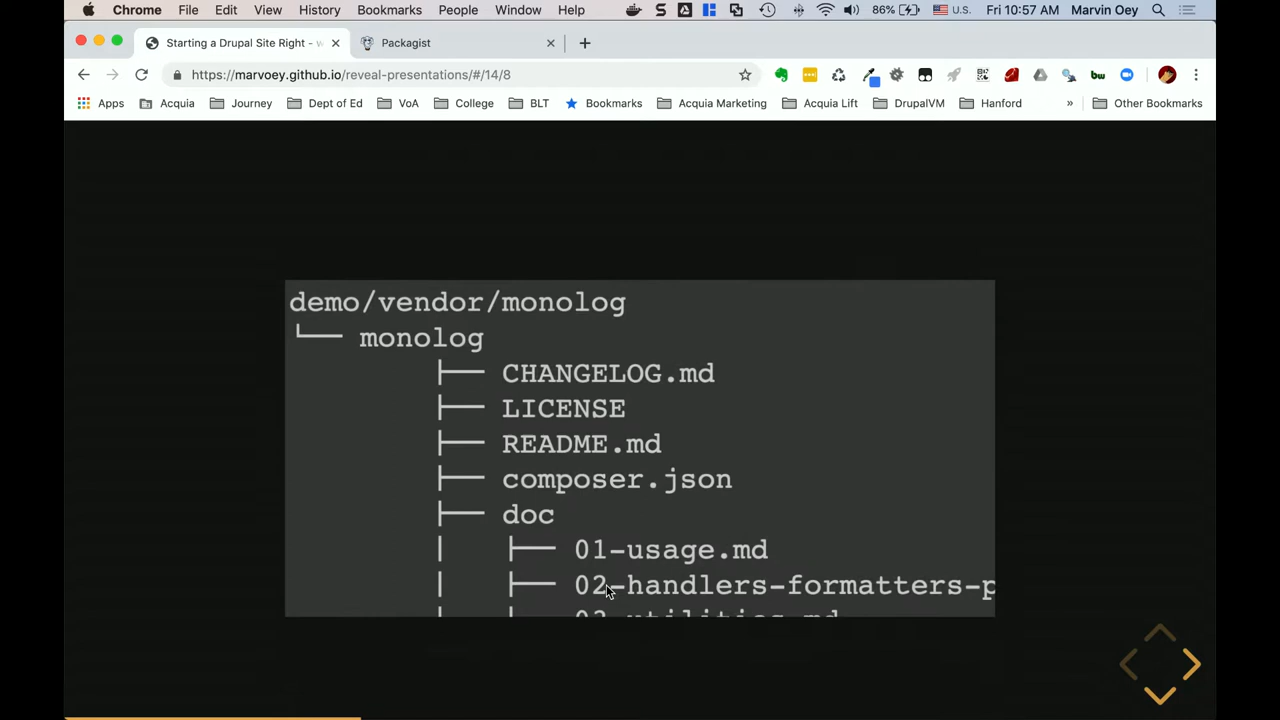 Chrome File Edit View History Bookmarks People Window Help 86% U.S. Fri 10:57 AM Marvin Oey
Starting a Drupal Site Right - Packagist
https://marvoey.github.io/reveal-presentations/#/14/8
Apps Acquia Journey Dept of Ed VoA College BLT Bookmarks Acquia Marketing Acquia Lift DrupalVM Hanford » Other Bookmarks
demo/vendor/monolog
└── monolog
├── CHANGELOG.md
├── LICENSE
├── README.md
├── composer.json
├── doc
│ ├── 01-usage.md
│ ├── 02-handlers-formatters-p
│ ├── 03-utilities.md